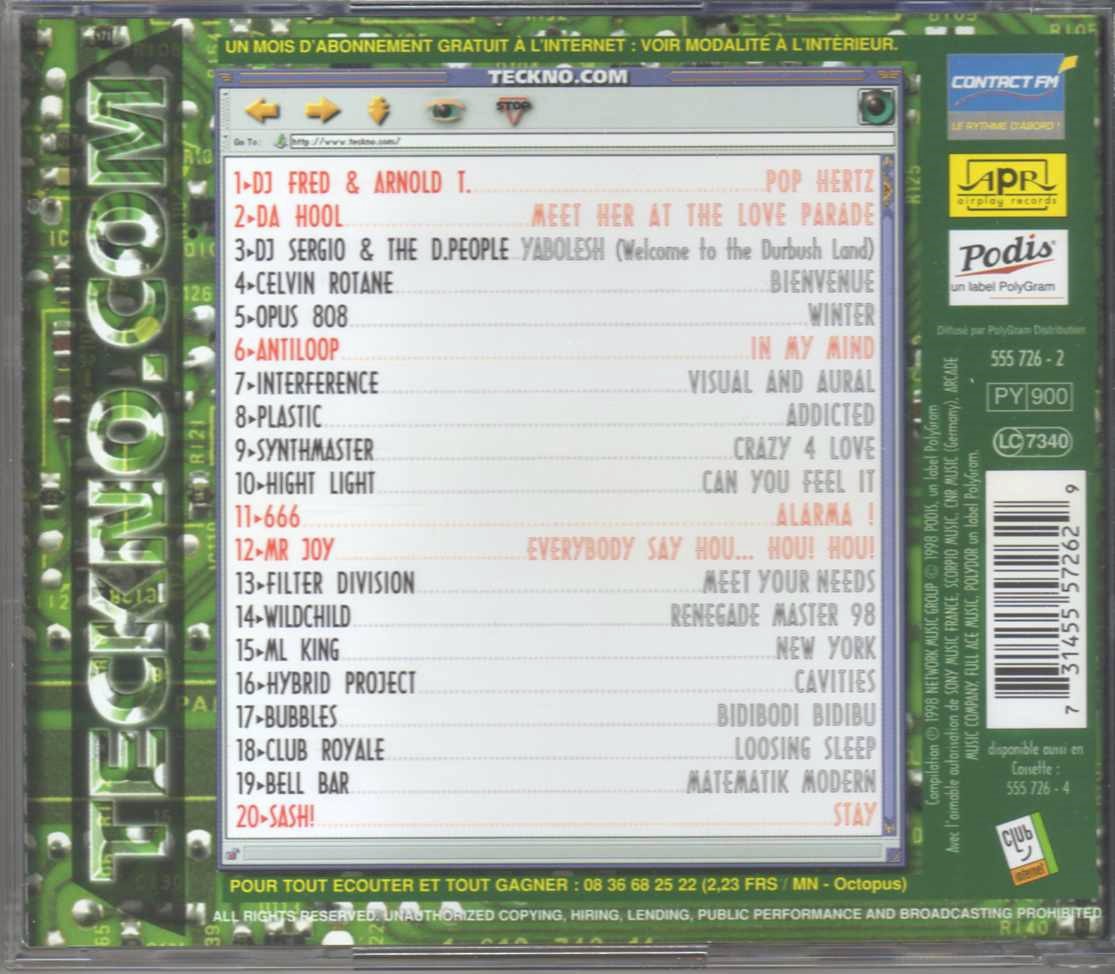 UN MOIS D'ABONNEMENT GRATUIT À L'INTERNET : VOIR MODALITÉ À L'INTÉRIEUR.
TECKNO.COM
TECKNO.COM
STOP
Go To: http://www.teckno.com/
1▸DJ FRED & ARNOLD T. POP HERTZ
2▸DA HOOL MEET HER AT THE LOVE PARADE
3▸DJ SERGIO & THE D.PEOPLE YABOLESH (Welcome to the Durbush Land)
4▸CELVIN ROTANE BIENVENUE
5▸OPUS 808 WINTER
6▸ANTILOOP IN MY MIND
7▸INTERFERENCE VISUAL AND AURAL
8▸PLASTIC ADDICTED
9▸SYNTHMASTER CRAZY 4 LOVE
10▸HIGHT LIGHT CAN YOU FEEL IT
11▸666 ALARMA !
12▸MR JOY EVERYBODY SAY HOU... HOU! HOU!
13▸FILTER DIVISION MEET YOUR NEEDS
14▸WILDCHILD RENEGADE MASTER 98
15▸ML KING NEW YORK
16▸HYBRID PROJECT CAVITIES
17▸BUBBLES BIDIBODI BIDIBU
18▸CLUB ROYALE LOOSING SLEEP
19▸BELL BAR MATEMATIK MODERN
20▸SASH! STAY
POUR TOUT ECOUTER ET TOUT GAGNER : 08 36 68 25 22 (2,23 FRS / MN - Octopus)
ALL RIGHTS RESERVED. UNAUTHORIZED COPYING, HIRING, LENDING, PUBLIC PERFORMANCE AND BROADCASTING PROHIBITED
CONTACT FM
LE RYTHME D'ABORD !
APR
airplay records
Podis
un label PolyGram
Diffusé par PolyGram Distribution
555 726 - 2
PY 900
LC 7340
Compilation ℗ 1998 NETWORK MUSIC GROUP © 1998 PODIS, un label PolyGram
Avec l'aimable autorisation de SONY MUSIC FRANCE, SCORPIO MUSIC, CNR MUSIC (Germany), ARCADE
MUSIC COMPANY, FULL ACE MUSIC, POLYDOR un label PolyGram.
7 31455 57262 9
disponible aussi en
Cassette :
555 726 - 4
CLUB
internet